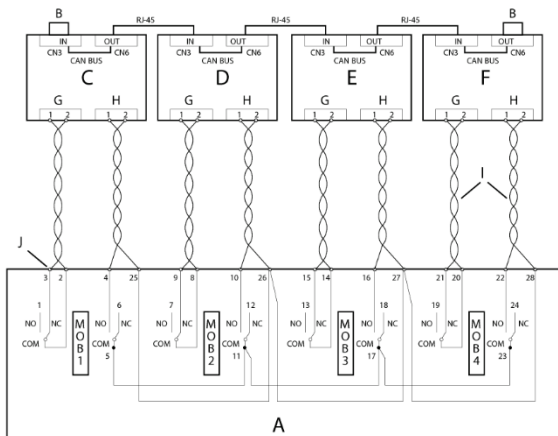 B RJ-45 RJ-45 RJ-45 B
IN OUT IN OUT IN OUT IN OUT
CN3 CN6 CN3 CN6 CN3 CN6 CN3 CN6
CAN BUS CAN BUS CAN BUS CAN BUS
C D E F
G H G H G H G H
1 2 1 2 1 2 1 2 1 2 1 2 1 2 1 2
I
J
3 2 4 25 9 8 10 26 15 14 16 27 21 20 22 28
1 6 7 12 13 18 19 24
NO NC NO NC NO NC NO NC NO NC NO NC NO NC NO NC
MOB1 MOB2 MOB3 MOB4
COM COM COM COM COM COM COM COM
5 11 17 23
A